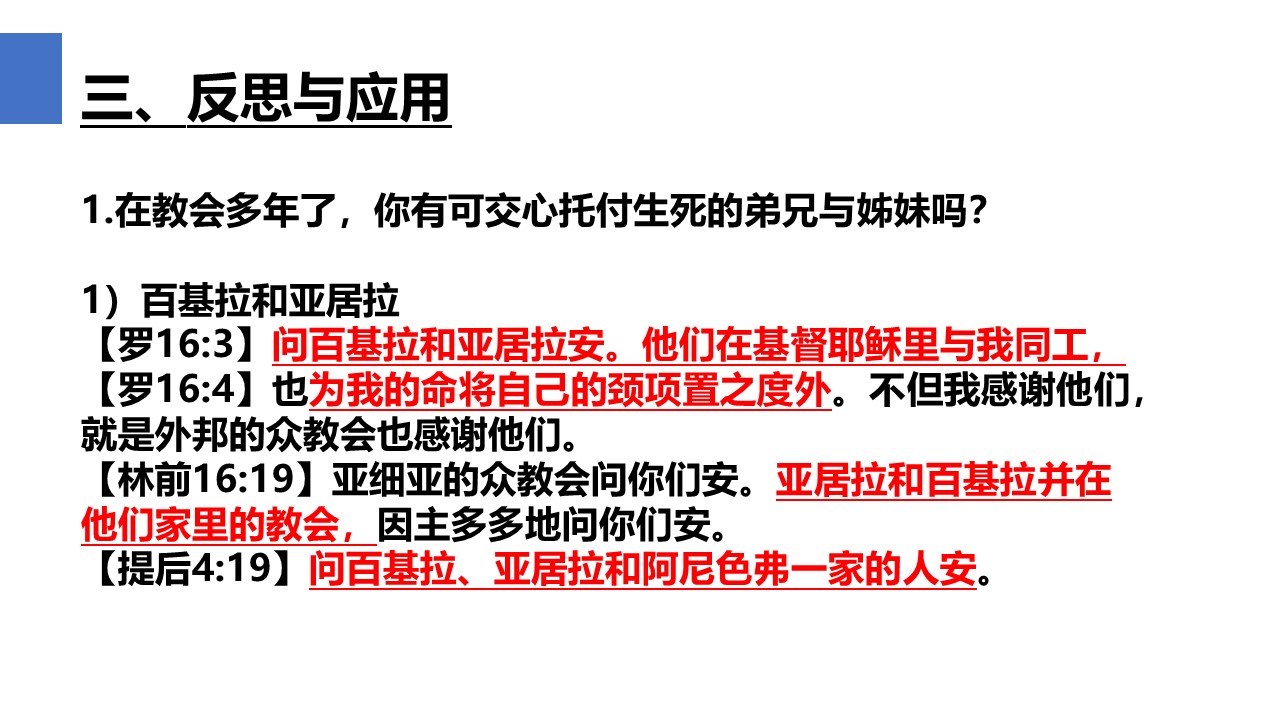 三、反思与应用
1.在教会多年了，你有可交心托付生死的弟兄与姊妹吗？
1）百基拉和亚居拉
【罗16:3】问百基拉和亚居拉安。他们在基督耶稣里与我同工，
【罗16:4】也为我的命将自己的颈项置之度外。不但我感谢他们，
就是外邦的众教会也感谢他们。
【林前16:19】亚细亚的众教会问你们安。亚居拉和百基拉并在
他们家里的教会，因主多多地问你们安。
【提后4:19】问百基拉、亚居拉和阿尼色弗一家的人安。